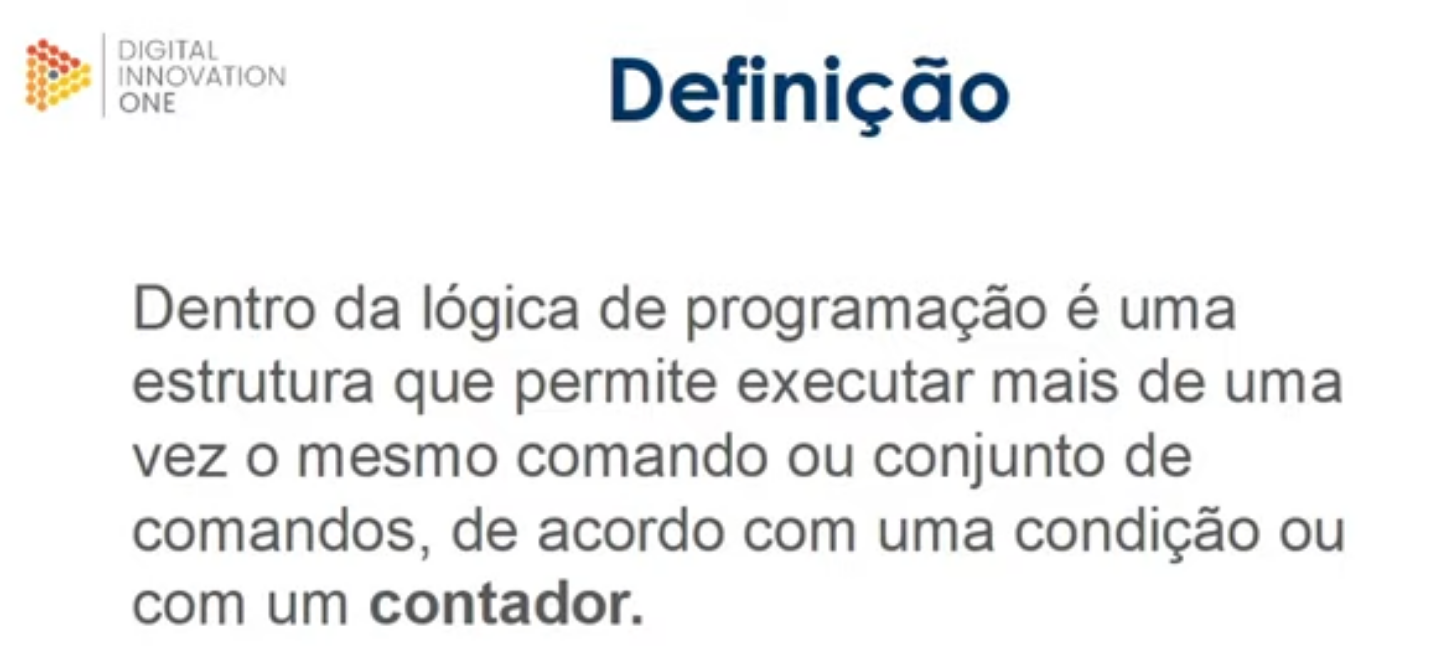 DIGITAL
INNOVATION
ONE
Definição
Dentro da lógica de programação é uma
estrutura que permite executar mais de uma
vez o mesmo comando ou conjunto de
comandos, de acordo com uma condição ou
com um contador.